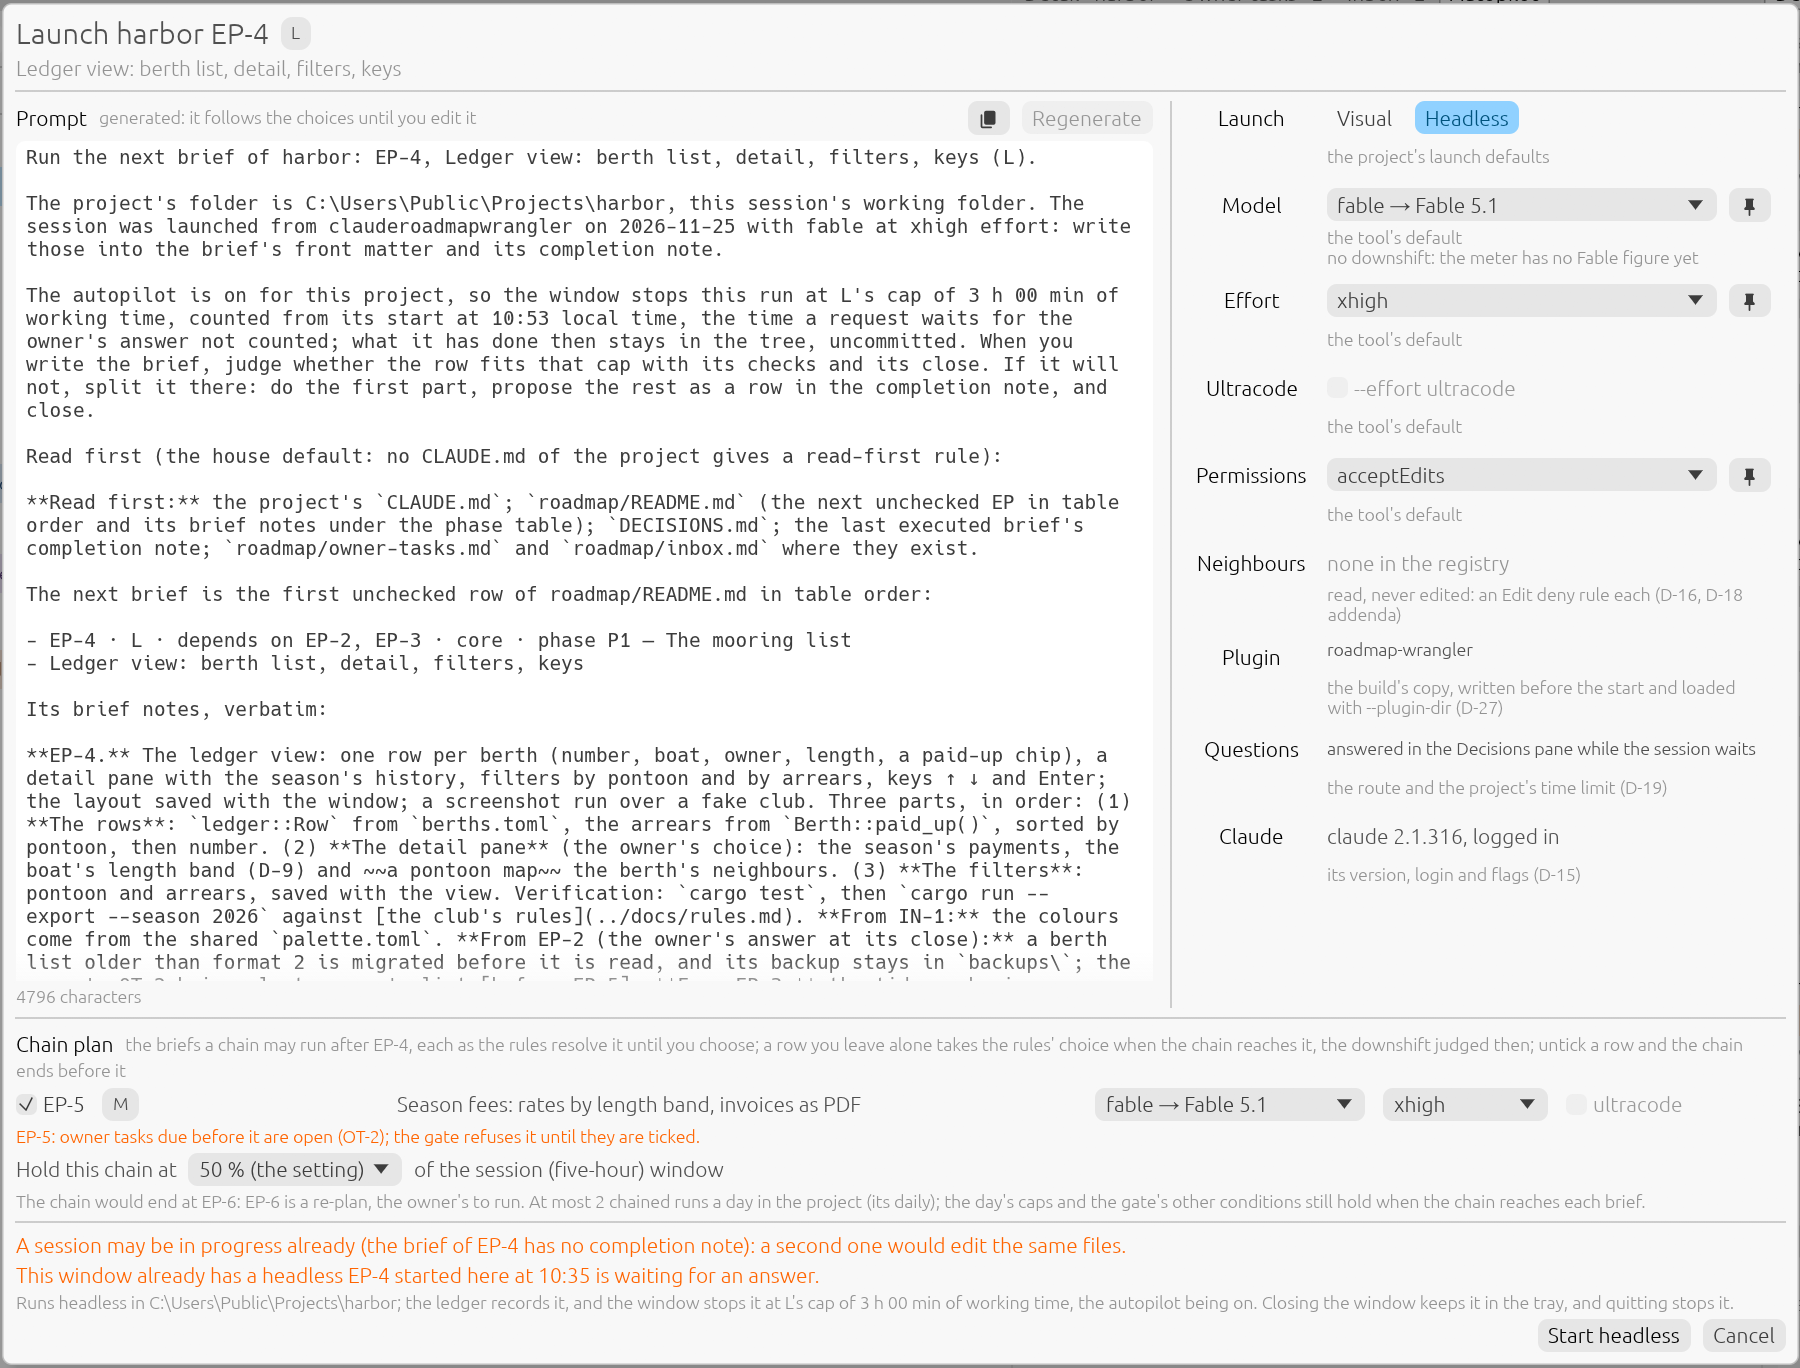 Launch harbor EP-4 L
Ledger view: berth list, detail, filters, keys
Prompt generated: it follows the choices until you edit it
Regenerate
Run the next brief of harbor: EP-4, Ledger view: berth list, detail, filters, keys (L).
The project's folder is C:\Users\Public\Projects\harbor, this session's working folder. The
session was launched from clauderoadmapwrangler on 2026-11-25 with fable at xhigh effort: write
those into the brief's front matter and its completion note.
The autopilot is on for this project, so the window stops this run at L's cap of 3 h 00 min of
working time, counted from its start at 10:53 local time, the time a request waits for the
owner's answer not counted; what it has done then stays in the tree, uncommitted. When you
write the brief, judge whether the row fits that cap with its checks and its close. If it will
not, split it there: do the first part, propose the rest as a row in the completion note, and
close.
Read first (the house default: no CLAUDE.md of the project gives a read-first rule):
**Read first:** the project's `CLAUDE.md`; `roadmap/README.md` (the next unchecked EP in table
order and its brief notes under the phase table); `DECISIONS.md`; the last executed brief's
completion note; `roadmap/owner-tasks.md` and `roadmap/inbox.md` where they exist.
The next brief is the first unchecked row of roadmap/README.md in table order:
- EP-4 · L · depends on EP-2, EP-3 · core · phase P1 — The mooring list
- Ledger view: berth list, detail, filters, keys
Its brief notes, verbatim:
**EP-4.** The ledger view: one row per berth (number, boat, owner, length, a paid-up chip), a
detail pane with the season's history, filters by pontoon and by arrears, keys ↑ ↓ and Enter;
the layout saved with the window; a screenshot run over a fake club. Three parts, in order: (1)
**The rows**: `ledger::Row` from `berths.toml`, the arrears from `Berth::paid_up()`, sorted by
pontoon, then number. (2) **The detail pane** (the owner's choice): the season's payments, the
boat's length band (D-9) and ~~a pontoon map~~ the berth's neighbours. (3) **The filters**:
pontoon and arrears, saved with the view. Verification: `cargo test`, then `cargo run --
export --season 2026` against [the club's rules](../docs/rules.md). **From IN-1:** the colours
come from the shared `palette.toml`. **From EP-2 (the owner's answer at its close):** a berth
list older than format 2 is migrated before it is read, and its backup stays in `backups\`; the
4796 characters
Launch Visual Headless
the project's launch defaults
Model fable → Fable 5.1
the tool's default
no downshift: the meter has no Fable figure yet
Effort xhigh
the tool's default
Ultracode --effort ultracode
the tool's default
Permissions acceptEdits
the tool's default
Neighbours none in the registry
read, never edited: an Edit deny rule each (D-16, D-18
addenda)
Plugin roadmap-wrangler
the build's copy, written before the start and loaded
with --plugin-dir (D-27)
Questions answered in the Decisions pane while the session waits
the route and the project's time limit (D-19)
Claude claude 2.1.316, logged in
its version, login and flags (D-15)
Chain plan the briefs a chain may run after EP-4, each as the rules resolve it until you choose; a row you leave alone takes the rules' choice when the chain reaches it, the downshift judged then; untick a row and the chain
ends before it
EP-5 M Season fees: rates by length band, invoices as PDF fable → Fable 5.1 xhigh ultracode
EP-5: owner tasks due before it are open (OT-2); the gate refuses it until they are ticked.
Hold this chain at 50 % (the setting) of the session (five-hour) window
The chain would end at EP-6: EP-6 is a re-plan, the owner's to run. At most 2 chained runs a day in the project (its daily); the day's caps and the gate's other conditions still hold when the chain reaches each brief.
A session may be in progress already (the brief of EP-4 has no completion note): a second one would edit the same files.
This window already has a headless EP-4 started here at 10:35 is waiting for an answer.
Runs headless in C:\Users\Public\Projects\harbor; the ledger records it, and the window stops it at L's cap of 3 h 00 min of working time, the autopilot being on. Closing the window keeps it in the tray, and quitting stops it.
Start headless Cancel